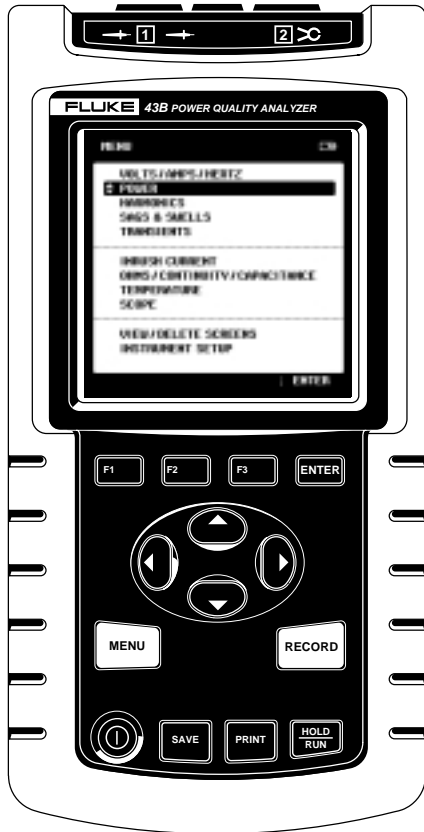 1
2
FLUKE 43B POWER QUALITY ANALYZER
MENU
VOLTS/AMPS/HERTZ
POWER
HARMONICS
SAGS & SWELLS
TRANSIENTS
INRUSH CURRENT
OHMS/CONTINUITY/CAPACITANCE
TEMPERATURE
SCOPE
VIEW/DELETE SCREENS
INSTRUMENT SETUP
ENTER
F1 F2 F3 ENTER
MENU RECORD
SAVE PRINT HOLD
RUN